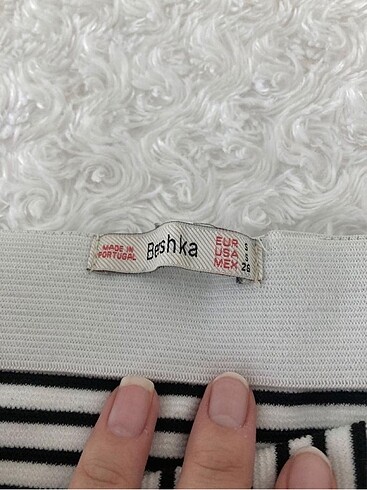 MADE IN
PORTUGAL
Bershka
EUR S
USA S
MEX 26